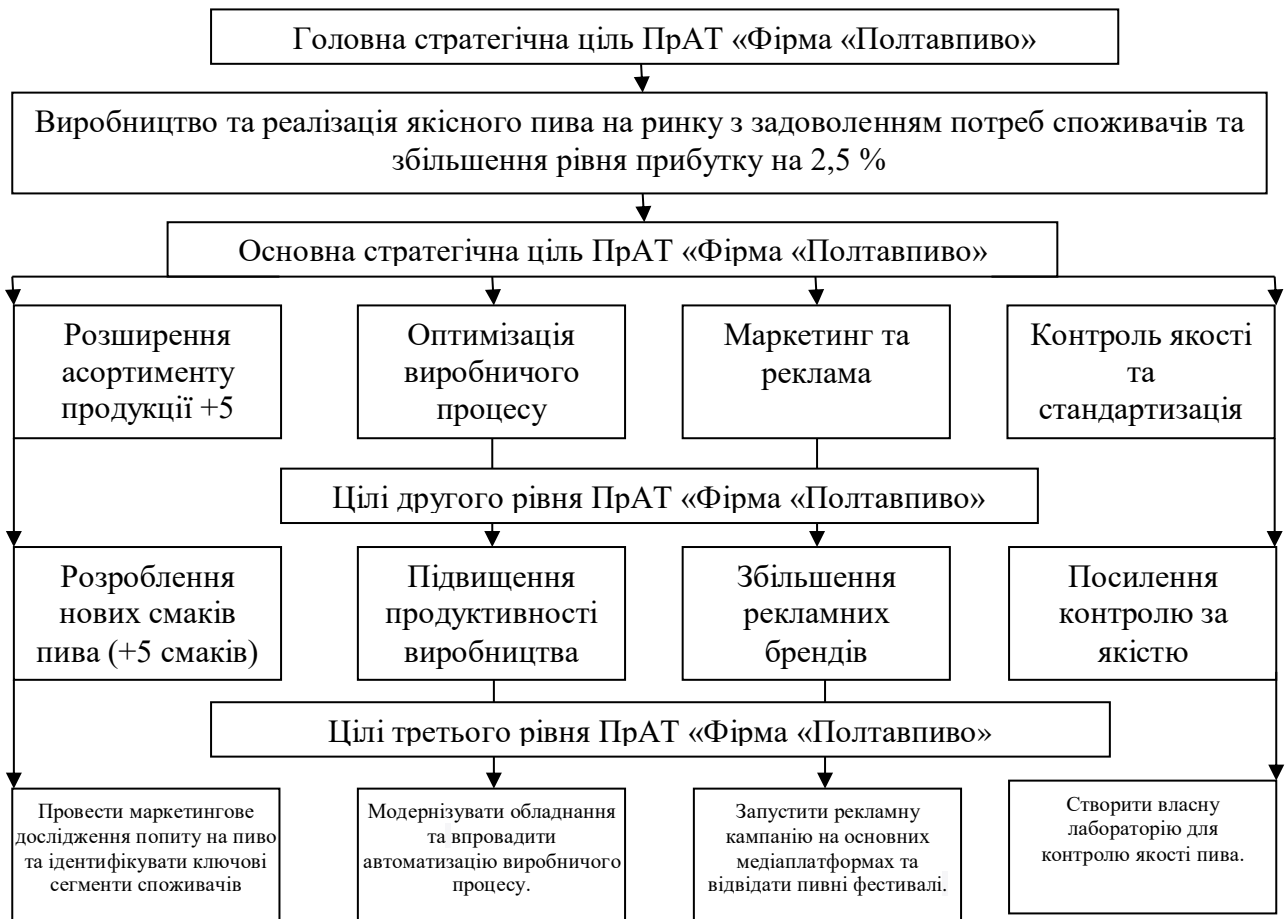 Головна стратегічна ціль ПрАТ «Фірма «Полтавпиво»
Виробництво та реалізація якісного пива на ринку з задоволенням потреб споживачів та
збільшення рівня прибутку на 2,5 %
Основна стратегічна ціль ПрАТ «Фірма «Полтавпиво»
Розширення
асортименту
продукції +5
Оптимізація
виробничого
процесу
Маркетинг та
реклама
Контроль якості
та
стандартизація
Цілі другого рівня ПрАТ «Фірма «Полтавпиво»
Розроблення
нових смаків
пива (+5 смаків)
Підвищення
продуктивності
виробництва
Збільшення
рекламних
брендів
Посилення
контролю за
якістю
Цілі третього рівня ПрАТ «Фірма «Полтавпиво»
Провести маркетингове
дослідження попиту на пиво
та ідентифікувати ключові
сегменти споживачів
Модернізувати обладнання
та впровадити
автоматизацію виробничого
процесу.
Запустити рекламну
кампанію на основних
медіаплатформах та
відвідати пивні фестивалі.
Створити власну
лабораторію для
контролю якості пива.